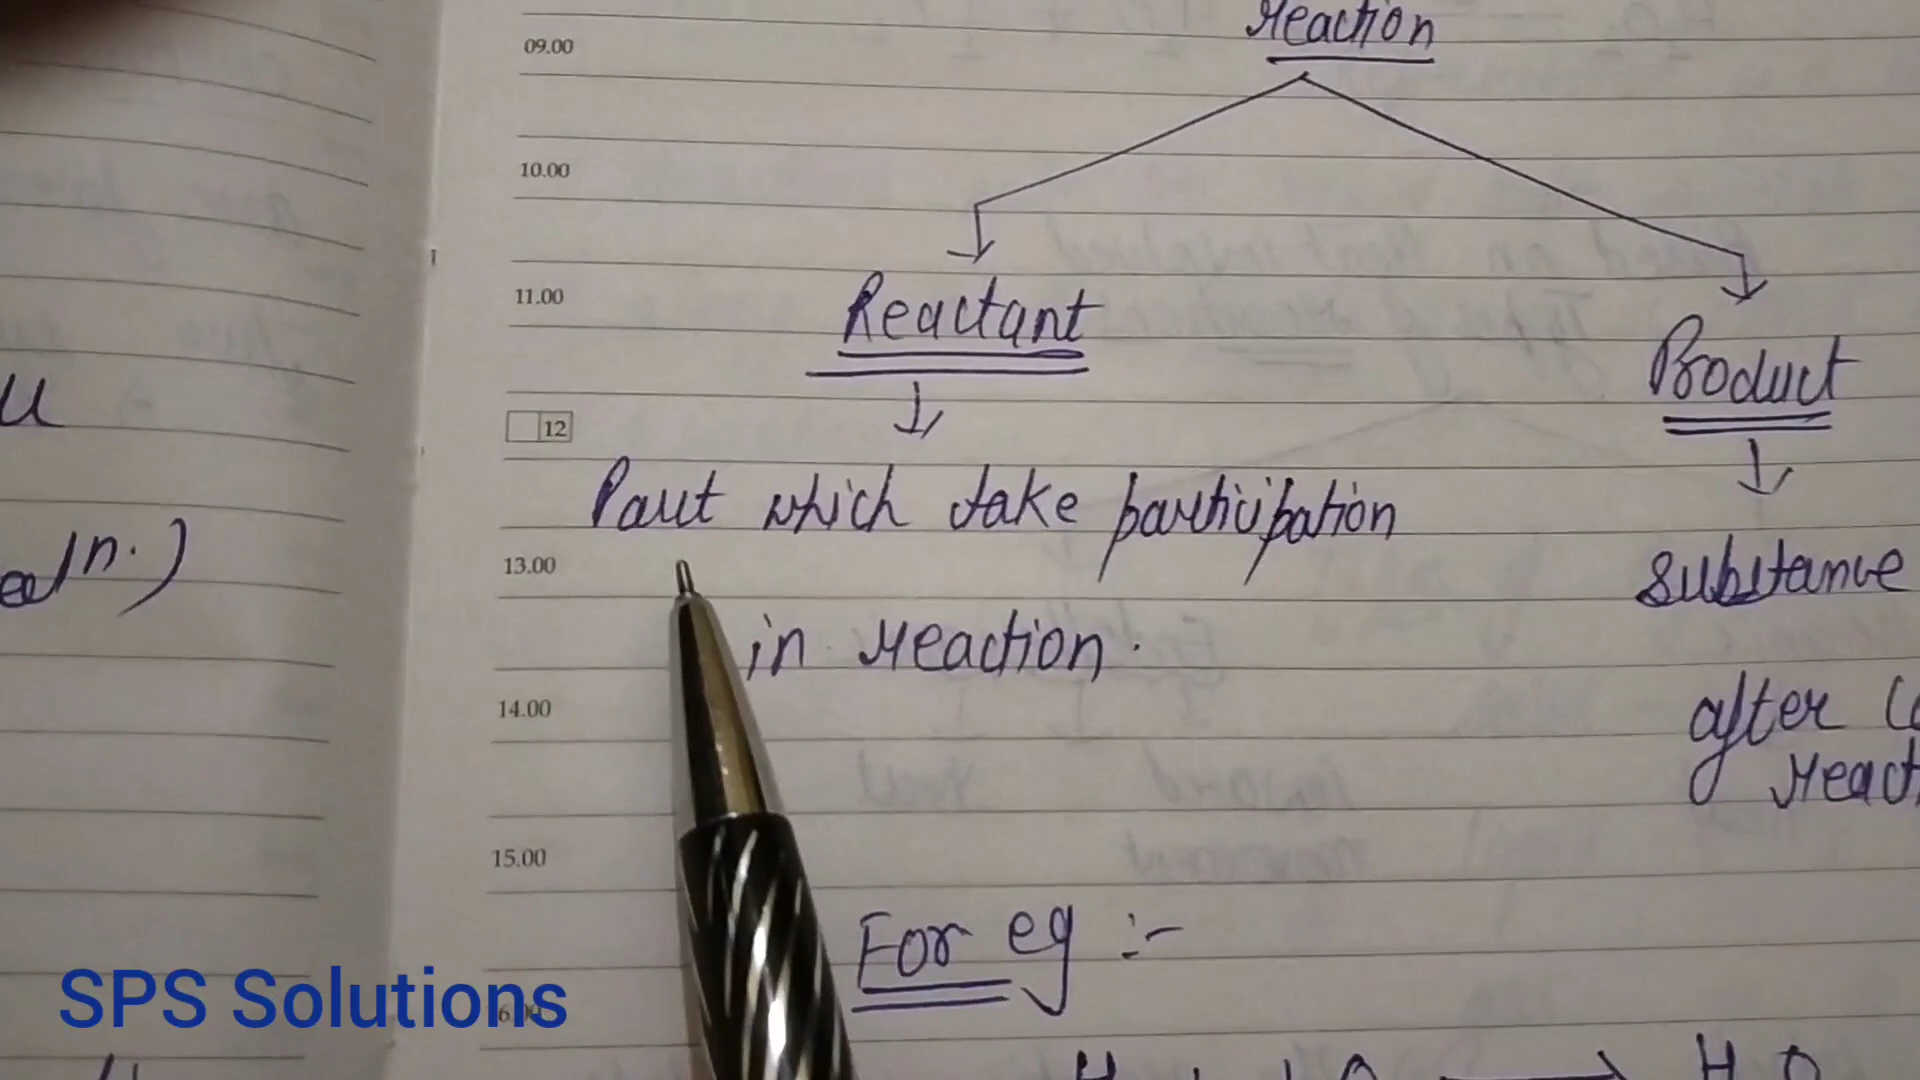 Reaction
09.00
10.00
11.00
Reactant
Product
12
Part which take participation
substance
13.00
in reaction.
14.00
after
15.00
For eg :-
SPS Solutions